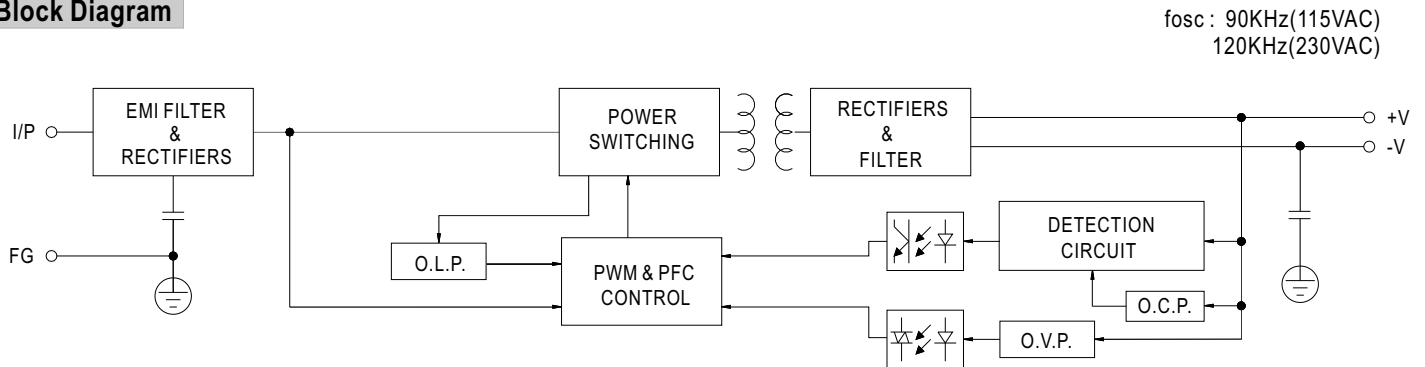 Block Diagram
fosc : 90KHz(115VAC)
120KHz(230VAC)
I/P
EMI FILTER
&
RECTIFIERS
POWER
SWITCHING
RECTIFIERS
&
FILTER
+V
-V
FG
O.L.P.
PWM & PFC
CONTROL
DETECTION
CIRCUIT
O.C.P.
O.V.P.